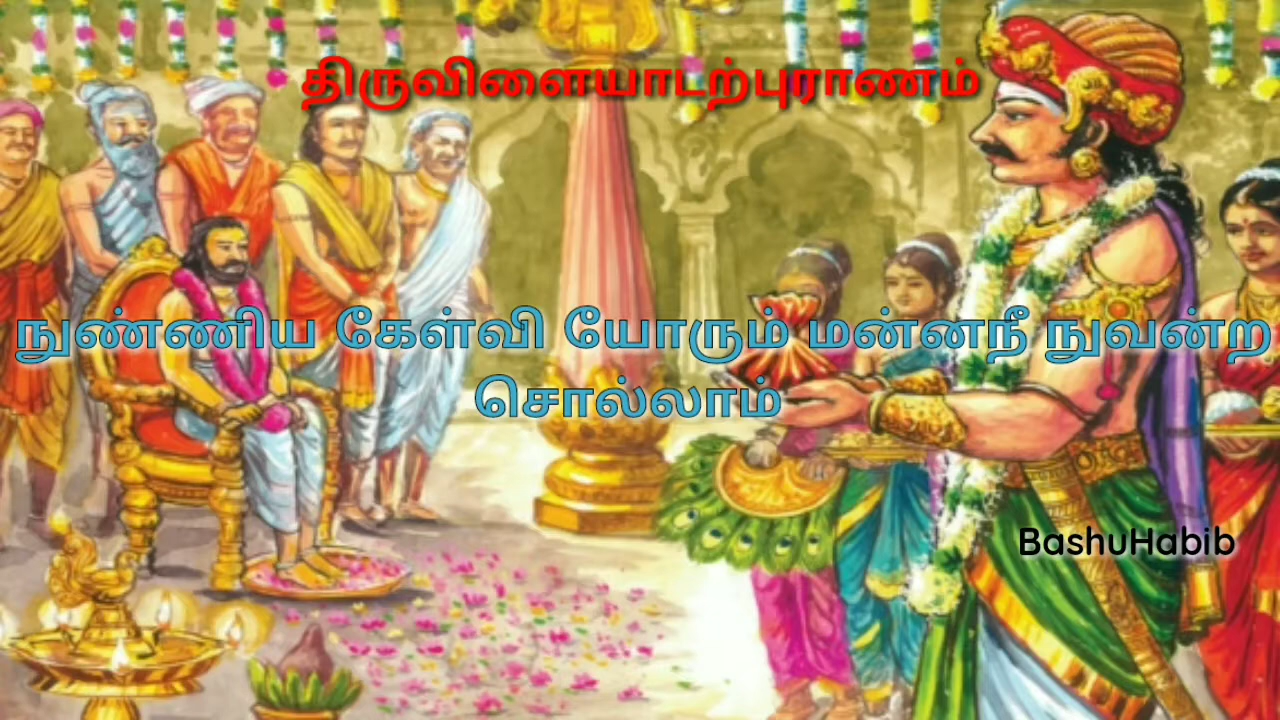 திருவிளையாடற்புராணம்
நுண்ணிய கேள்வி யோரும் மன்னநீ நுவன்ற
சொல்லாம்
BashuHabib